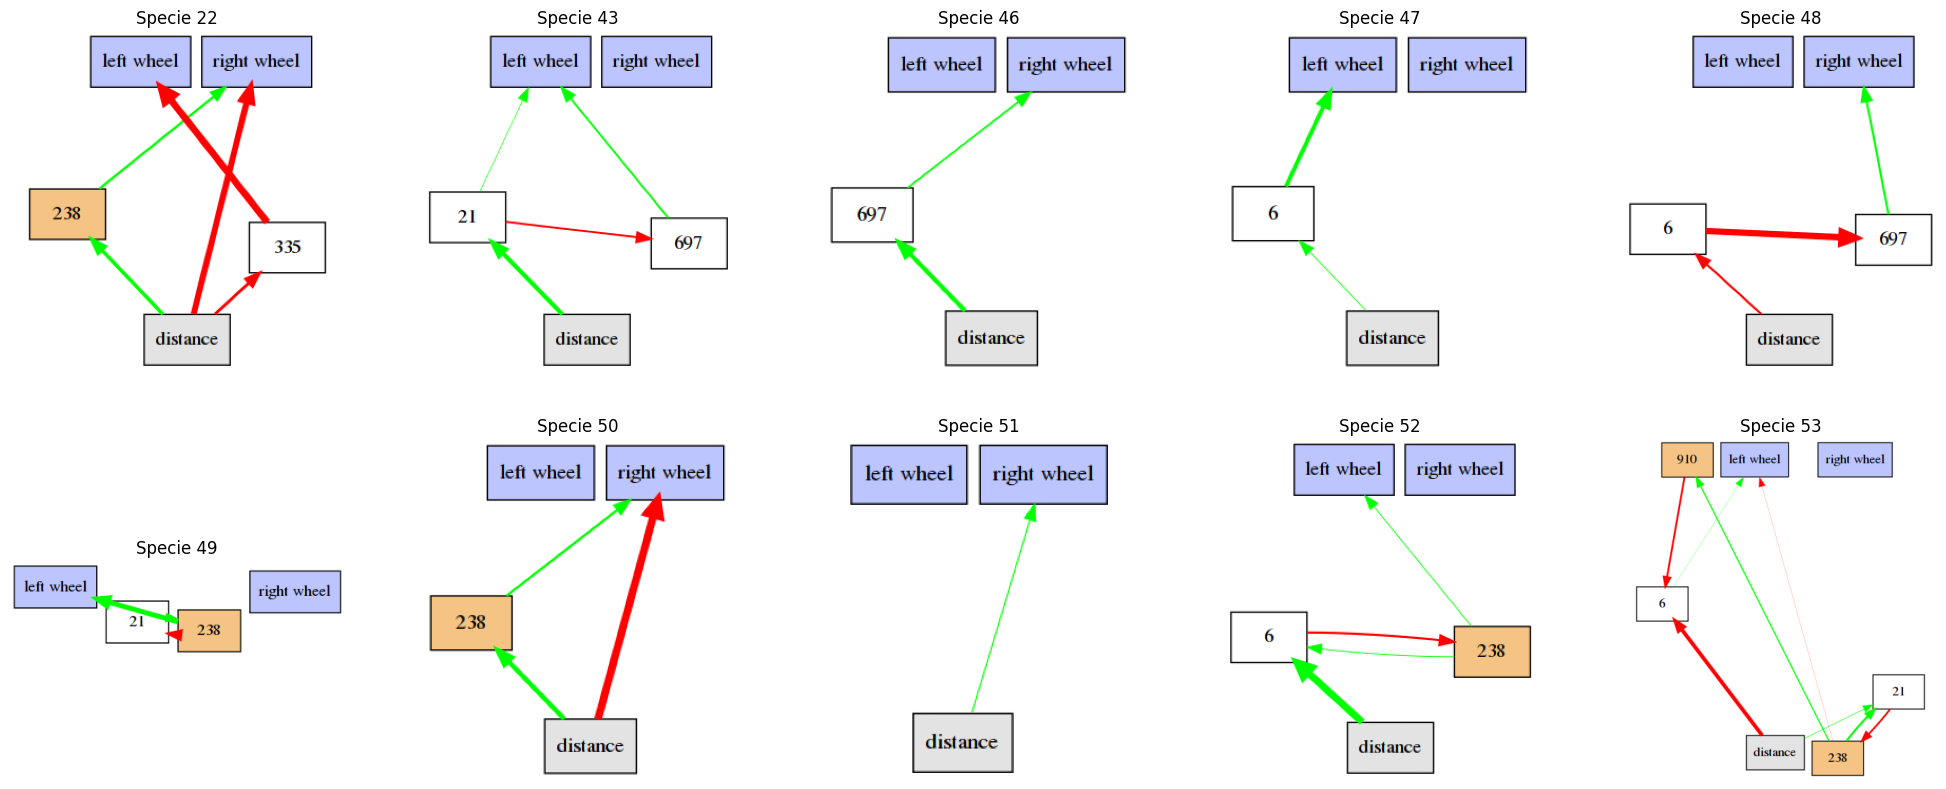 Specie 22
left wheel
right wheel
238
335
distance
Specie 43
left wheel
right wheel
21
697
distance
Specie 46
left wheel
right wheel
697
distance
Specie 47
left wheel
right wheel
6
distance
Specie 48
left wheel
right wheel
6
697
distance
Specie 49
left wheel
right wheel
21
238
Specie 50
left wheel
right wheel
238
distance
Specie 51
left wheel
right wheel
distance
Specie 52
left wheel
right wheel
6
238
distance
Specie 53
910
left wheel
right wheel
6
21
distance
238